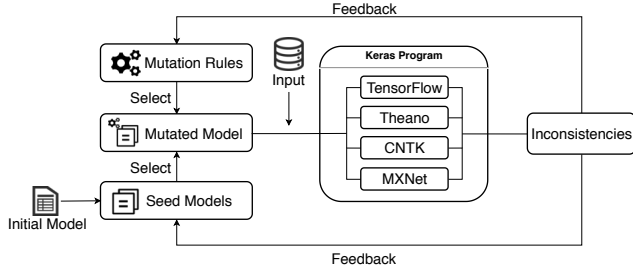 Feedback
Mutation Rules
Select
Mutated Model
Select
Seed Models
Initial Model
Input
Keras Program
TensorFlow
Theano
CNTK
MXNet
Inconsistencies
Feedback